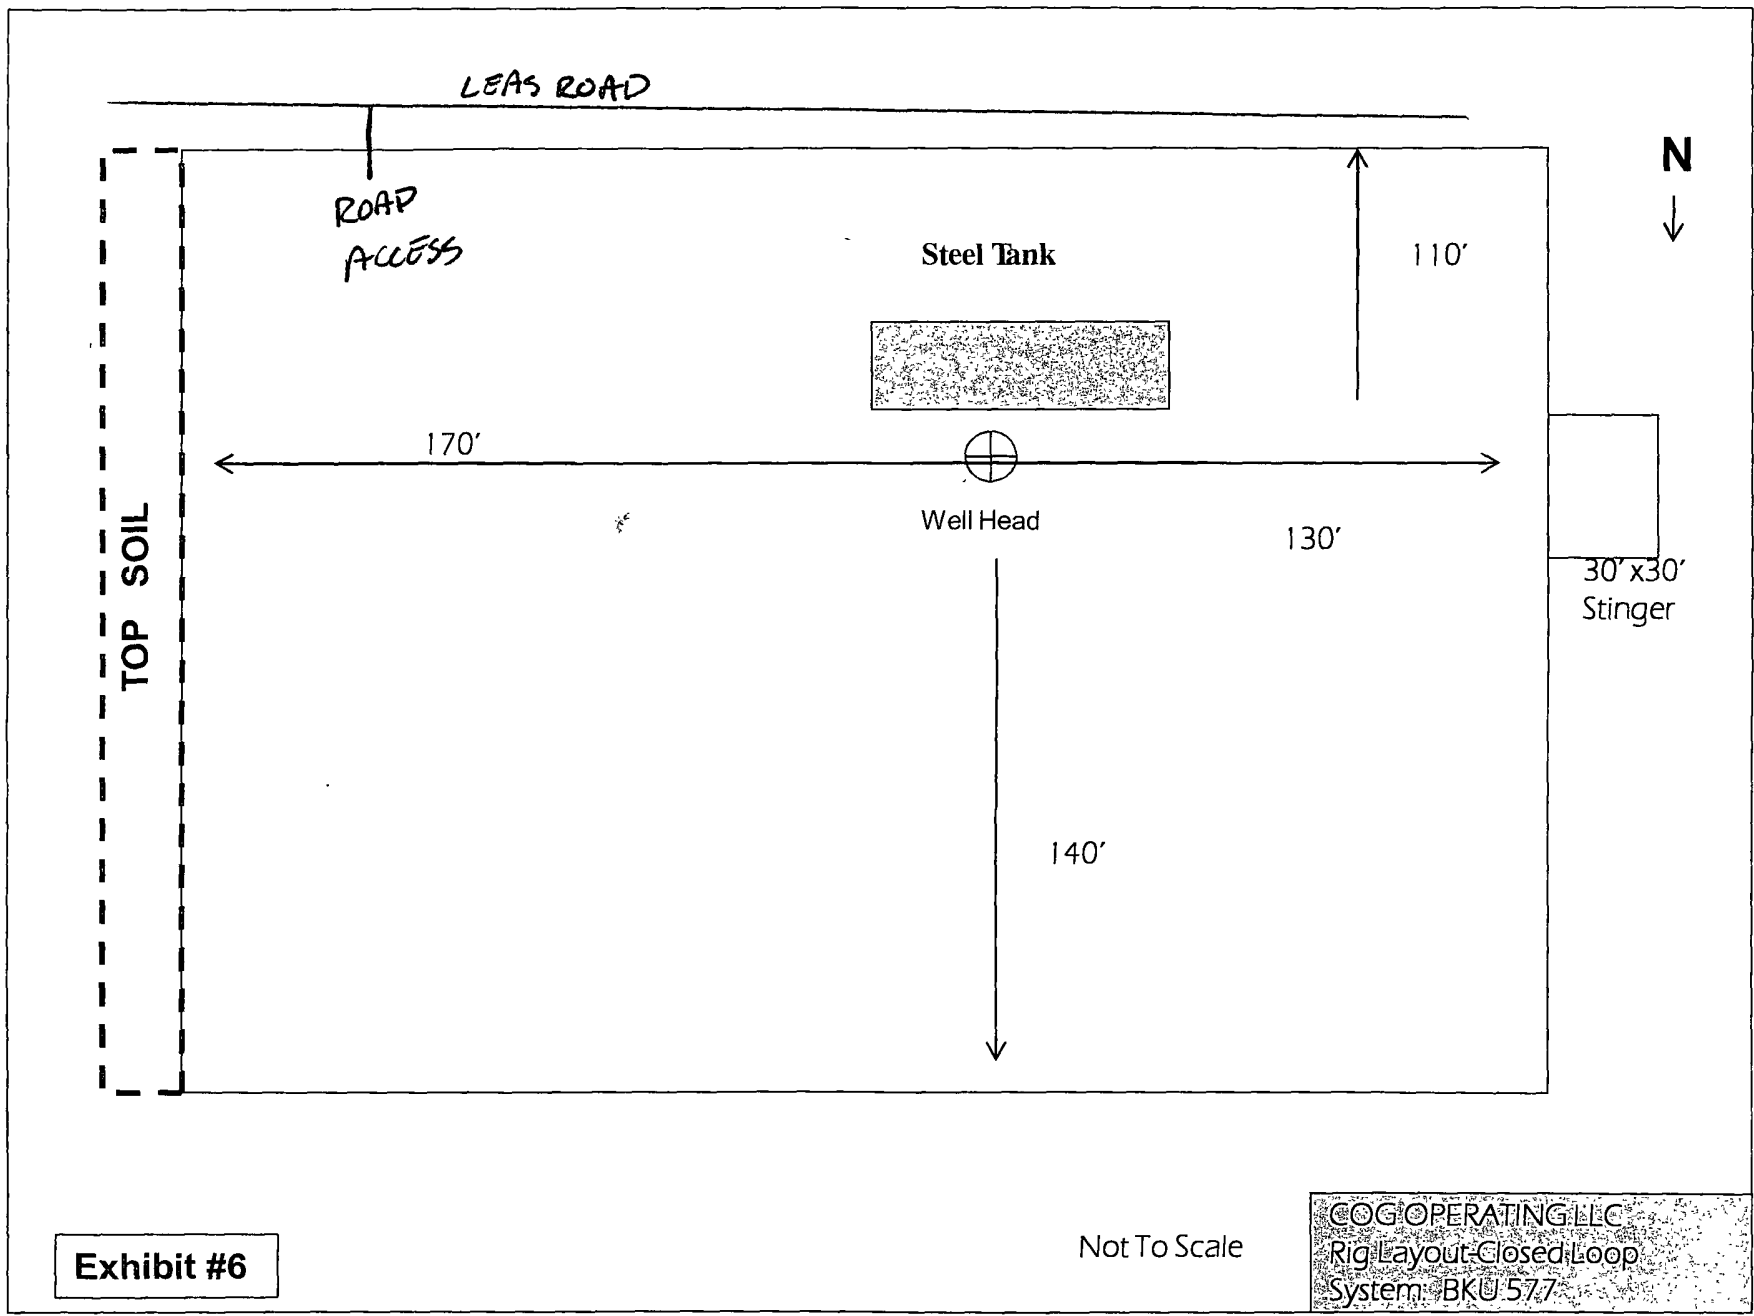 LEAS ROAD
N
ROAD
ACCESS
Steel Tank
110'
170'
Well Head
130'
30'x30'
Stinger
TOP SOIL
140'
Not To Scale
COG OPERATING LLC
Rig Layout-Closed Loop
System: BKU 577
Exhibit #6